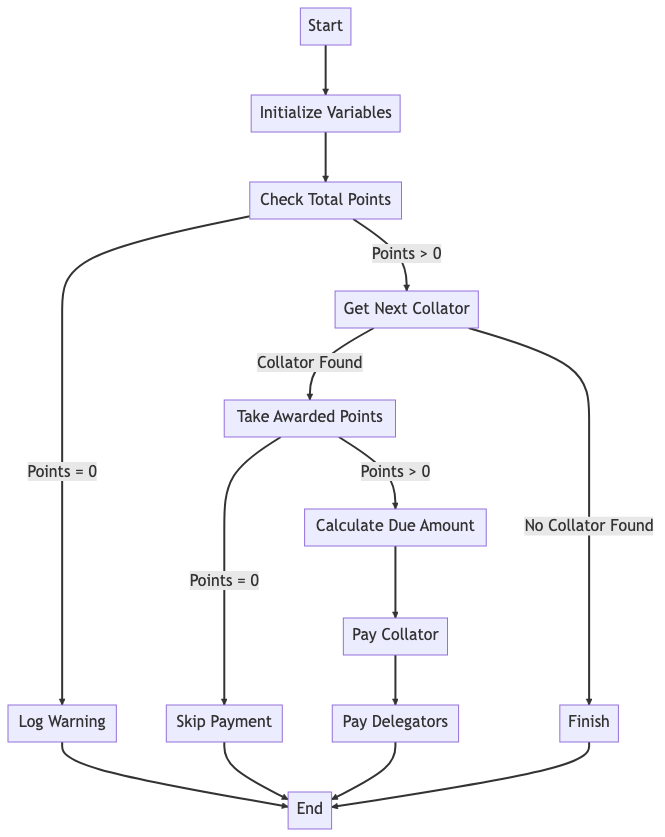 Start
Initialize Variables
Check Total Points
Points > 0
Get Next Collator
Collator Found
Take Awarded Points
Points = 0
Points > 0
Calculate Due Amount
No Collator Found
Points = 0
Pay Collator
Log Warning
Skip Payment
Pay Delegators
Finish
End